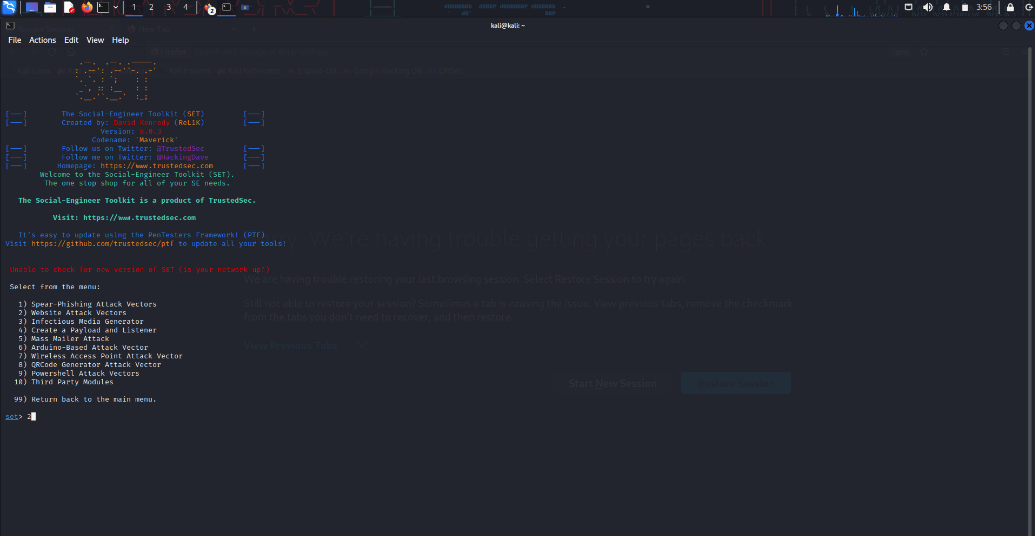 1 2 3 4 2 3:56
kali@kali: ~
File Actions Edit View Help
[---] The Social-Engineer Toolkit (SET) [---]
[---] Created by: David Kennedy (ReL1K) [---]
Version: 8.0.3
Codename: 'Maverick'
[---] Follow us on Twitter: @TrustedSec [---]
[---] Follow me on Twitter: @HackingDave [---]
[---] Homepage: https://www.trustedsec.com [---]
Welcome to the Social-Engineer Toolkit (SET).
The one stop shop for all of your SE needs.
The Social-Engineer Toolkit is a product of TrustedSec.
Visit: https://www.trustedsec.com
It's easy to update using the PenTesters Framework! (PTF)
Visit https://github.com/trustedsec/ptf to update all your tools!
Unable to check for new version of SET (is your network up?)
Select from the menu:
1) Spear-Phishing Attack Vectors
2) Website Attack Vectors
3) Infectious Media Generator
4) Create a Payload and Listener
5) Mass Mailer Attack
6) Arduino-Based Attack Vector
7) Wireless Access Point Attack Vector
8) QRCode Generator Attack Vector
9) Powershell Attack Vectors
10) Third Party Modules
99) Return back to the main menu.
set> 2
We're having trouble getting your pages back.
We are having trouble restoring your last browsing session. Select Restore Session to try again.
Still not able to restore your session? Sometimes a tab is causing the issue. View previous tabs, remove the checkmark
from the tabs you don't need to recover, and then restore.
View Previous Tabs
Start New Session